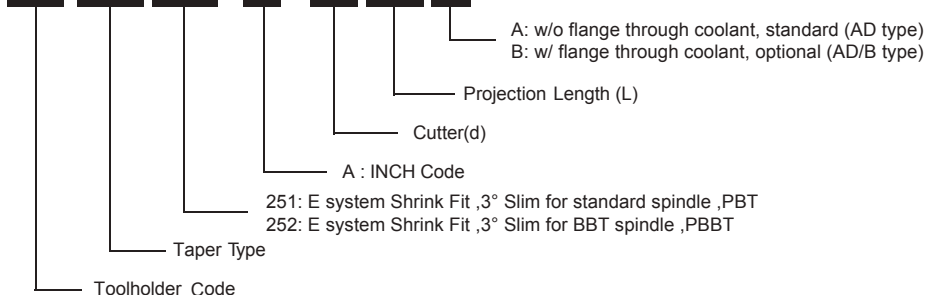 A: w/o flange through coolant, standard (AD type)
B: w/ flange through coolant, optional (AD/B type)
Projection Length (L)
Cutter(d)
A : INCH Code
251: E system Shrink Fit ,3° Slim for standard spindle ,PBT
252: E system Shrink Fit ,3° Slim for BBT spindle ,PBBT
Taper Type
Toolholder Code